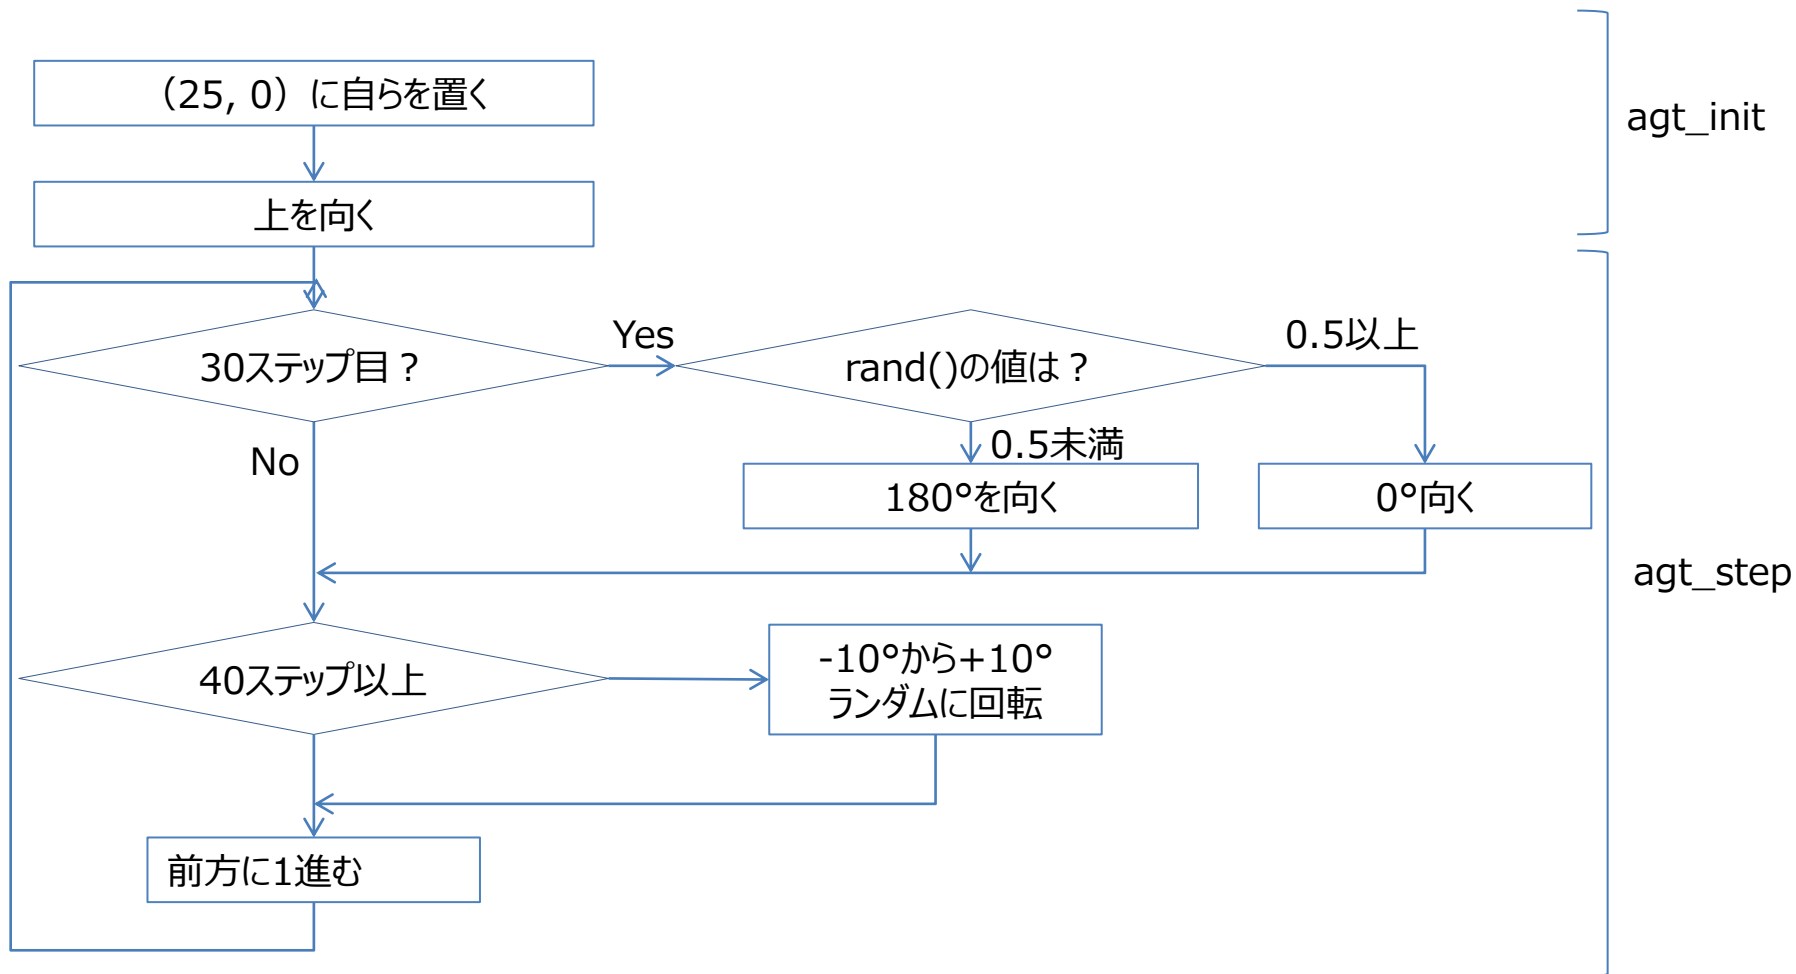 （25, 0）に自らを置く
agt_init
上を向く
30ステップ目？
Yes
rand()の値は？
0.5以上
No
0.5未満
180°を向く
0°向く
agt_step
40ステップ以上
-10°から+10°
ランダムに回転
前方に1進む